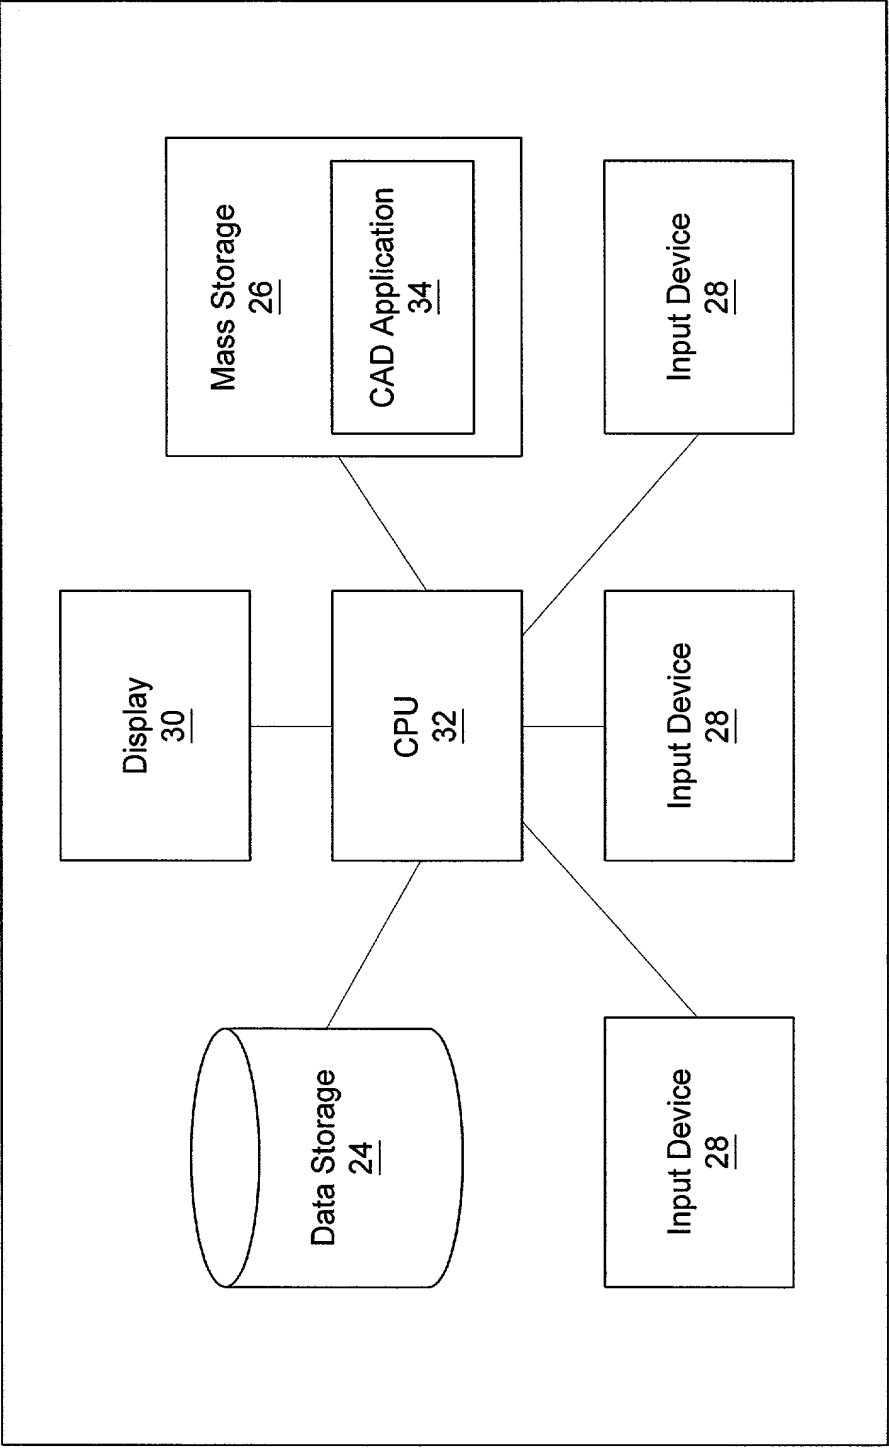 Display
30
Data Storage
24
CPU
32
Mass Storage
26
CAD Application
34
Input Device
28
Input Device
28
Input Device
28